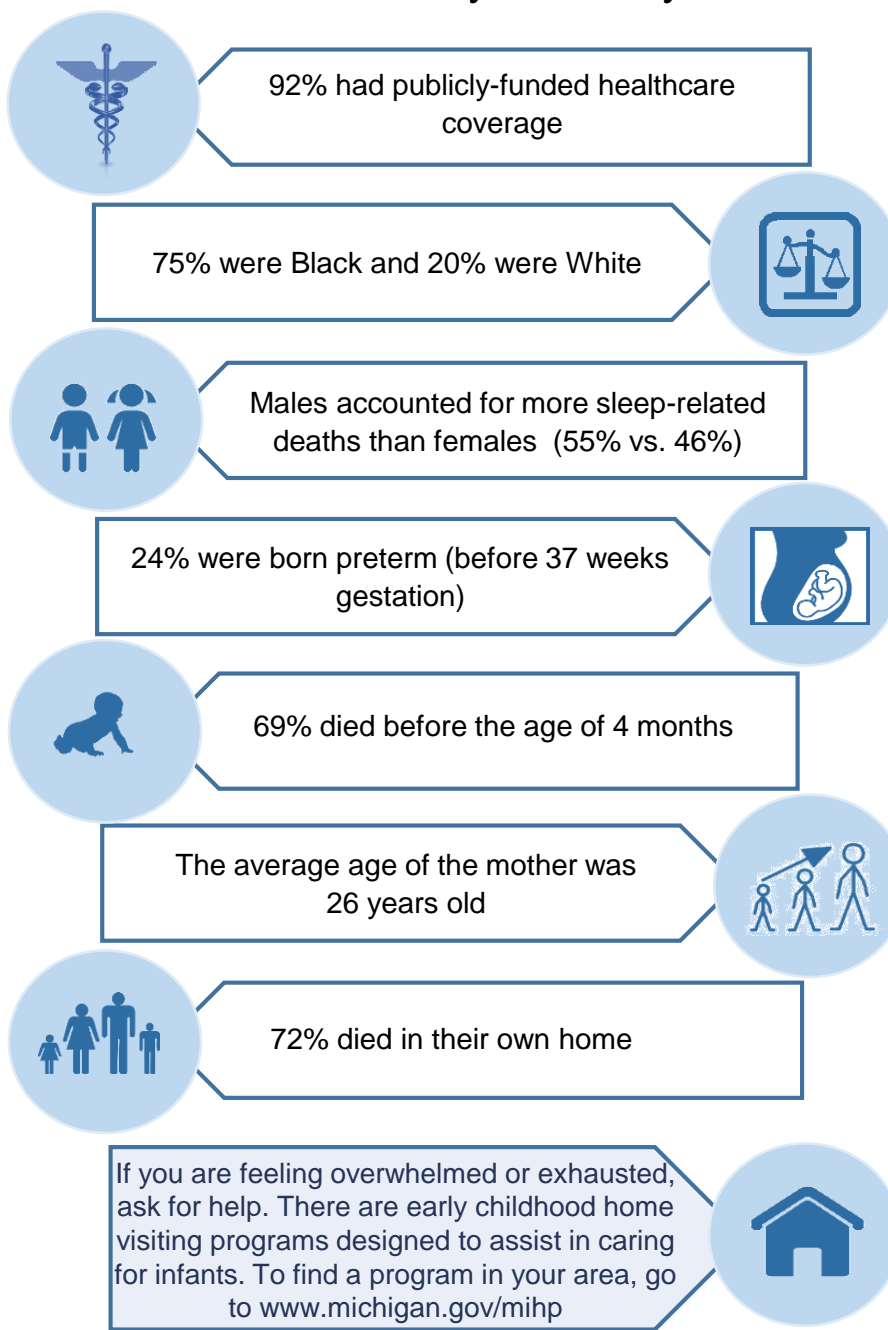 92% had publicly-funded healthcare
coverage
75% were Black and 20% were White
Males accounted for more sleep-related
deaths than females (55% vs. 46%)
24% were born preterm (before 37 weeks
gestation)
69% died before the age of 4 months
The average age of the mother was
26 years old
72% died in their own home
If you are feeling overwhelmed or exhausted,
ask for help. There are early childhood home
visiting programs designed to assist in caring
for infants. To find a program in your area, go
to www.michigan.gov/mihp